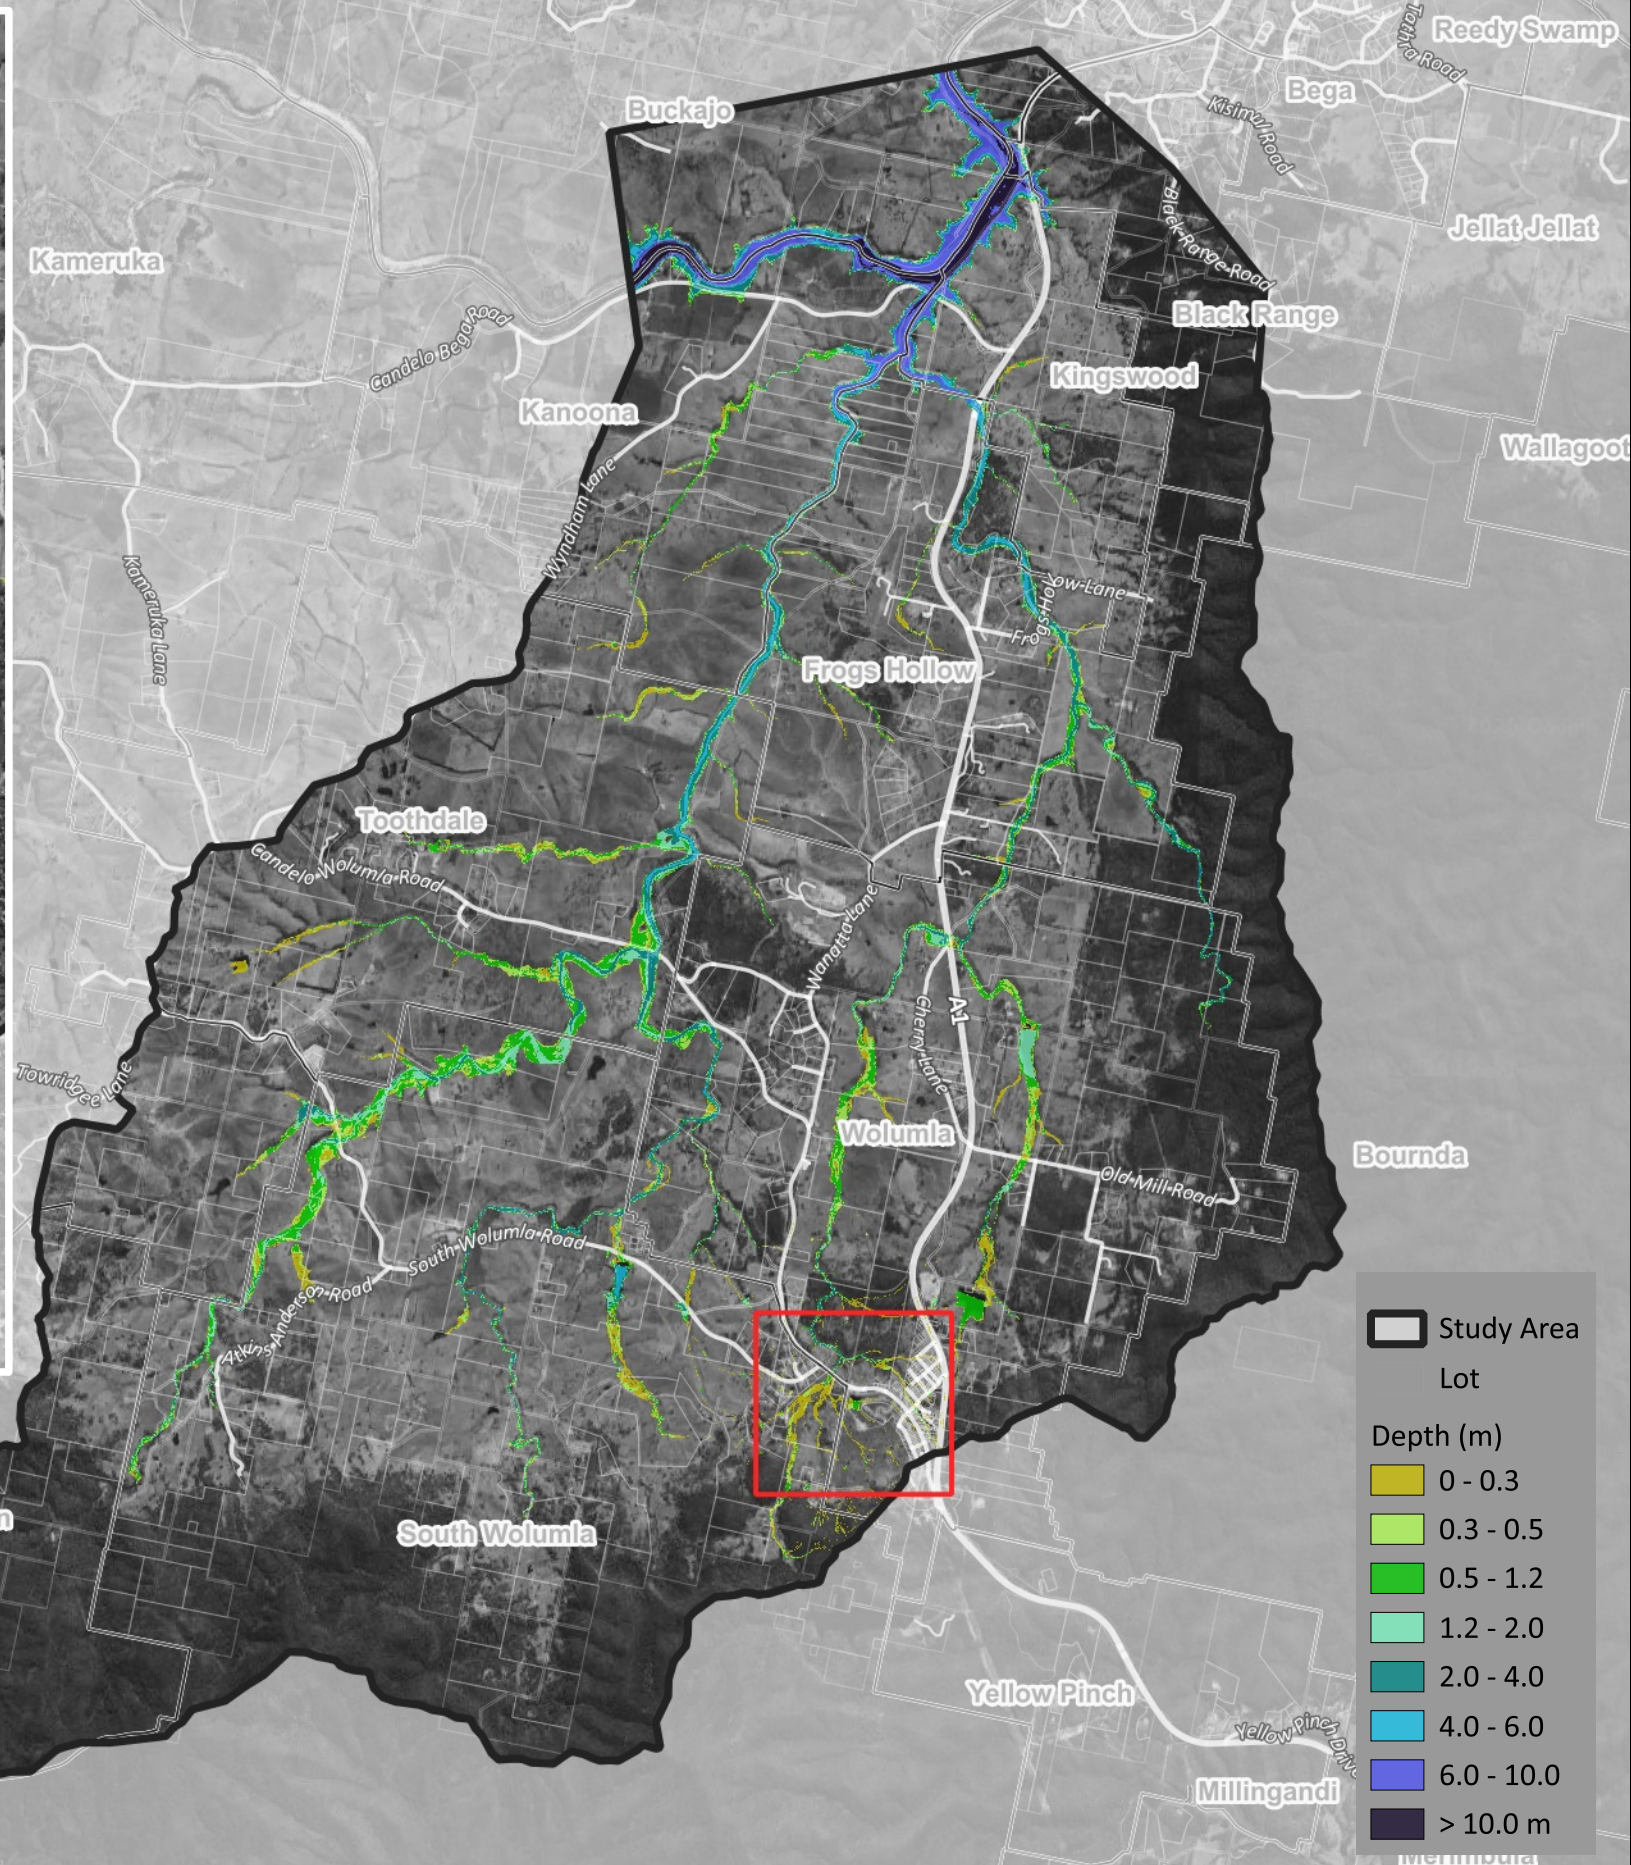 Tathra Road
Reedy Swamp
Bega
Buckajo
Kisimul Road
Jellat Jellat
Black Range Road
Kameruka
Black Range
Candelo Bega Road
Kingswood
Kanoona
Wallagoot
Wyndham Lane
Kameruka Lane
Frogs Hollow Lane
Frogs Hollow
Toothdale
Candelo Wolumla Road
Wanatta Lane
Cherry Lane
A1
Towridgee Lane
Wolumla
Bournda
Old Mill Road
South Wolumla Road
Atkins Anderson Road
South Wolumla
Yellow Pinch
Yellow Pinch Drive
Millingandi
Merimbula
Study Area
Lot
Depth (m)
0 - 0.3
0.3 - 0.5
0.5 - 1.2
1.2 - 2.0
2.0 - 4.0
4.0 - 6.0
6.0 - 10.0
> 10.0 m